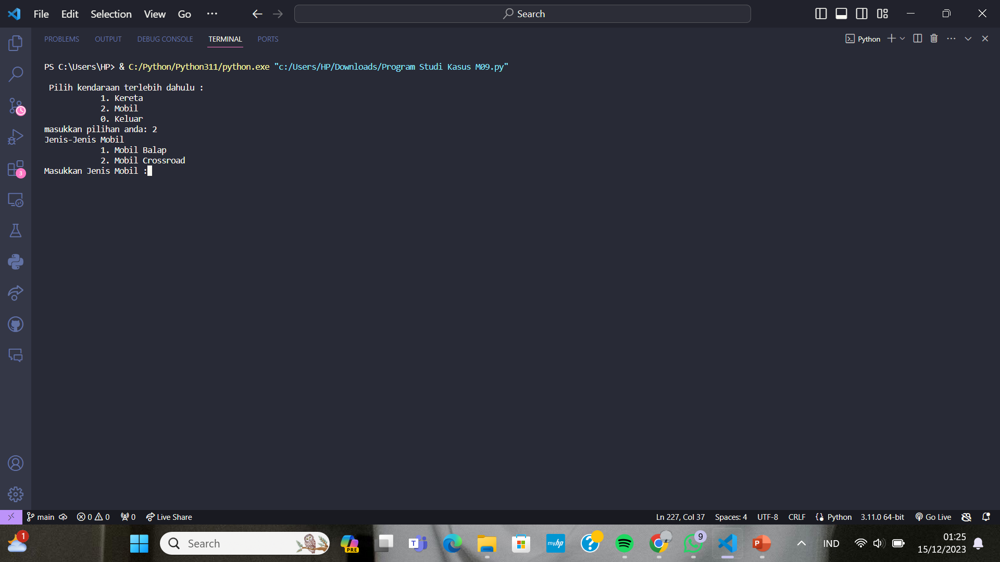 File Edit Selection View Go ···
Search
PROBLEMS OUTPUT DEBUG CONSOLE TERMINAL PORTS
Python
PS C:\Users\HP> & C:/Python/Python311/python.exe "c:/Users/HP/Downloads/Program Studi Kasus M09.py"
Pilih kendaraan terlebih dahulu :
1. Kereta
2. Mobil
0. Keluar
masukkan pilihan anda: 2
Jenis-Jenis Mobil
1. Mobil Balap
2. Mobil Crossroad
Masukkan Jenis Mobil :
3
main 0 0 0 Live Share
Ln 227, Col 37 Spaces: 4 UTF-8 CRLF Python 3.11.0 64-bit Go Live
1
Search
PRE
T
myhp
?
9
P
IND
01:25
15/12/2023